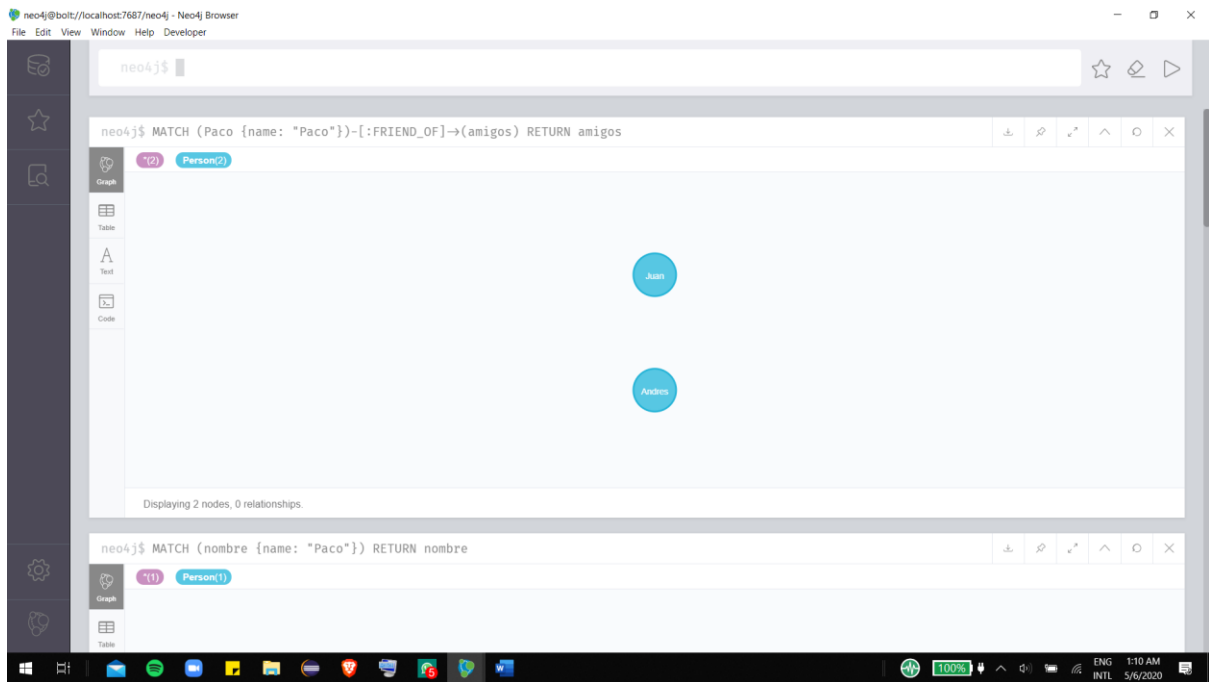 neo4j@bolt://localhost:7687/neo4j - Neo4j Browser
File Edit View Window Help Developer
neo4j$
neo4j$ MATCH (Paco {name: "Paco"})-[:FRIEND_OF]→(amigos) RETURN amigos
*(2) Person(2)
Graph
Table
A
Text
Code
Juan
Andres
Displaying 2 nodes, 0 relationships.
neo4j$ MATCH (nombre {name: "Paco"}) RETURN nombre
*(1) Person(1)
Graph
Table
5
W
100%
ENG 1:10 AM
INTL 5/6/2020